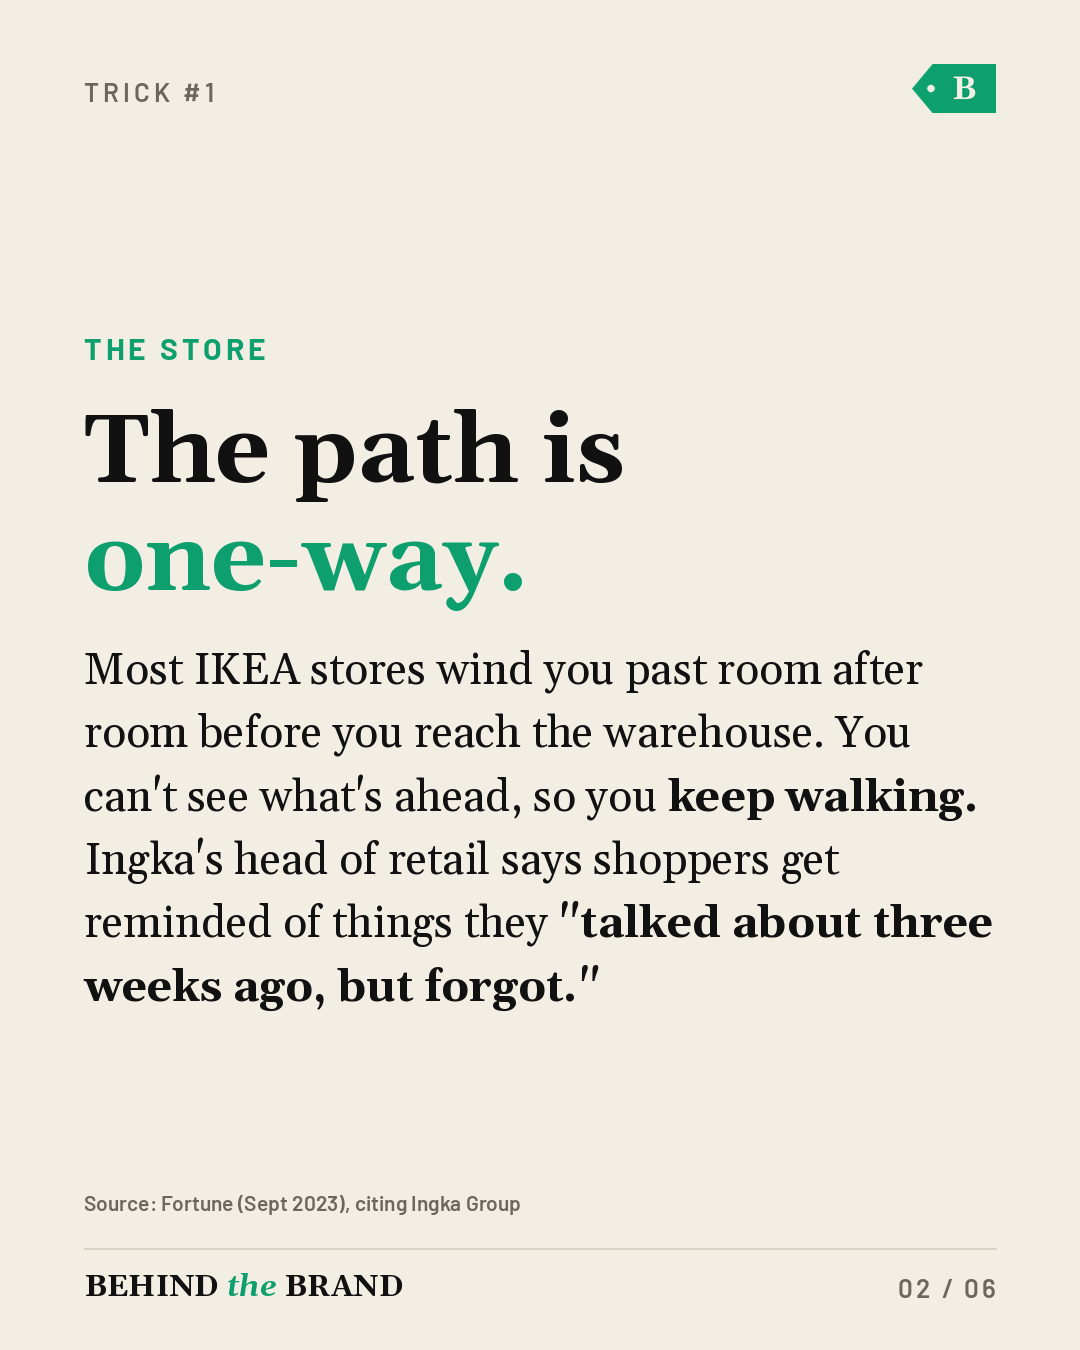 TRICK #1
B
THE STORE
The path is
one-way.
Most IKEA stores wind you past room after
room before you reach the warehouse. You
can't see what's ahead, so you keep walking.
Ingka's head of retail says shoppers get
reminded of things they "talked about three
weeks ago, but forgot."
Source: Fortune (Sept 2023), citing Ingka Group
BEHIND the BRAND
02 / 06